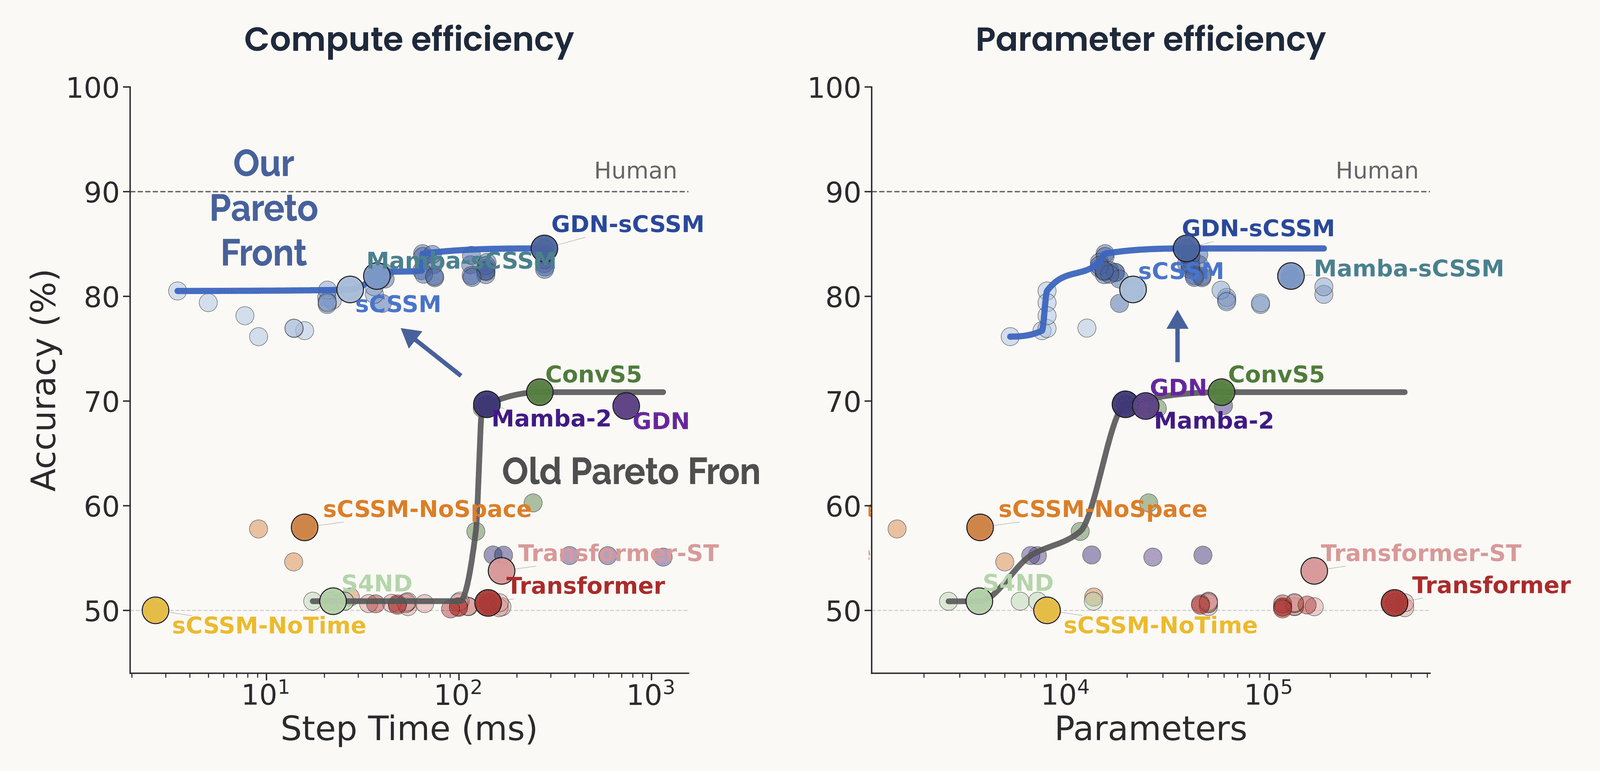 Compute efficiency
Accuracy (%)
100
90
80
70
60
50
Our
Pareto
Front
Human
GDN-sCSSM
Mamba-sCSSM
sCSSM
ConvS5
Mamba-2
GDN
Old Pareto Fron
sCSSM-NoSpace
Transformer-ST
S4ND
Transformer
sCSSM-NoTime
10¹
10²
10³
Step Time (ms)
Parameter efficiency
100
90
80
70
60
50
Human
GDN-sCSSM
sCSSM
Mamba-sCSSM
GDN
ConvS5
Mamba-2
sCSSM-NoSpace
Transformer-ST
S4ND
Transformer
sCSSM-NoTime
10⁴
10⁵
Parameters